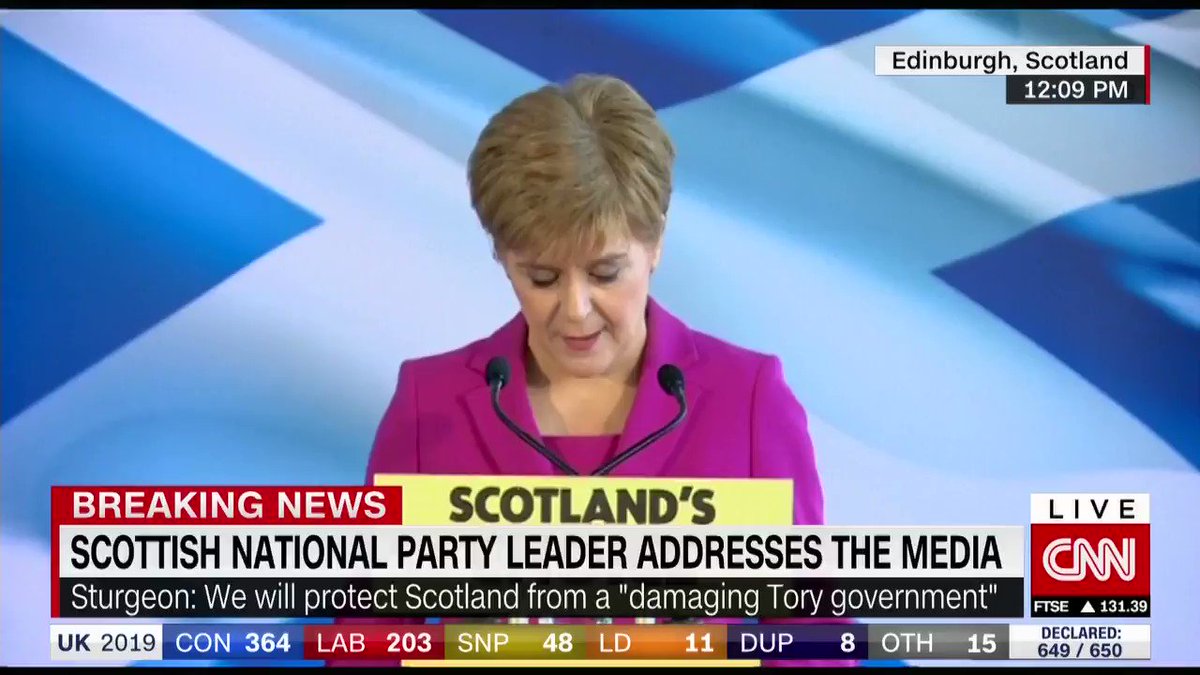 Edinburgh, Scotland
12:09 PM
SCOTLAND'S
BREAKING NEWS
SCOTTISH NATIONAL PARTY LEADER ADDRESSES THE MEDIA
Sturgeon: We will protect Scotland from a "damaging Tory government"
LIVE
CNN
FTSE ▲ 131.39
UK 2019 CON 364 LAB 203 SNP 48 LD 11 DUP 8 OTH 15
DECLARED:
649 / 650